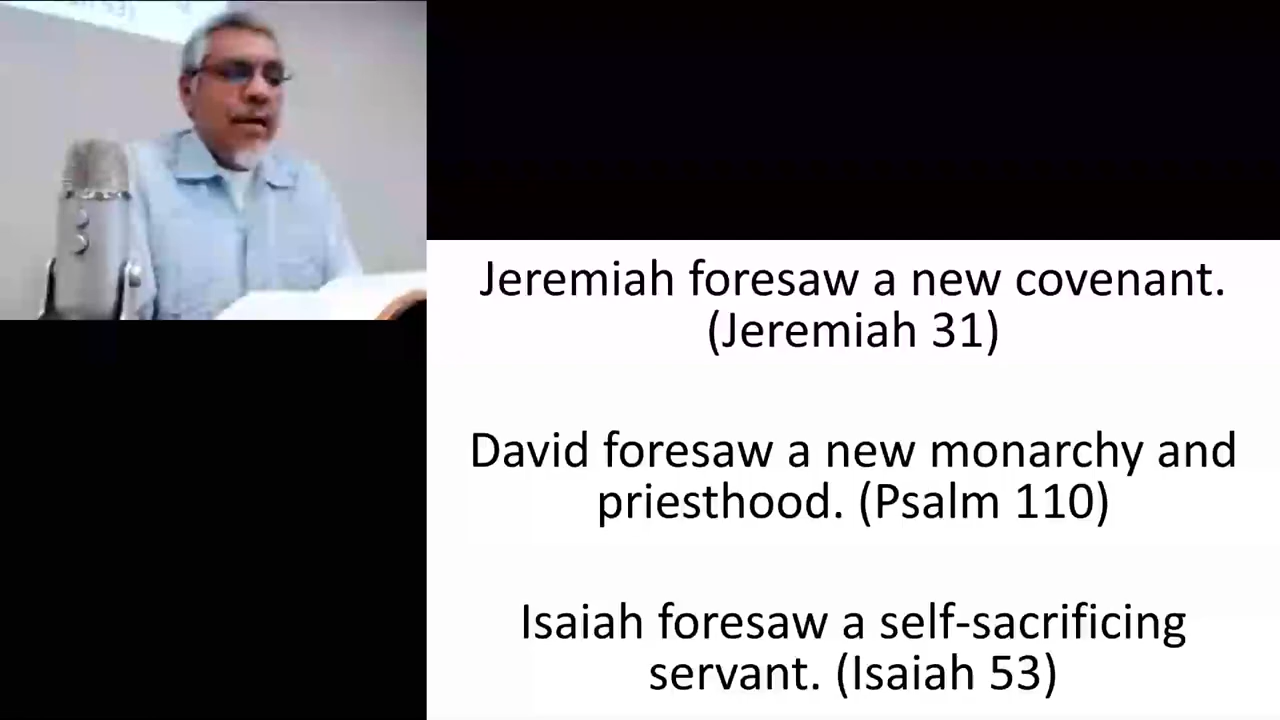 Jeremiah foresaw a new covenant.
(Jeremiah 31)
David foresaw a new monarchy and
priesthood. (Psalm 110)
Isaiah foresaw a self-sacrificing
servant. (Isaiah 53)